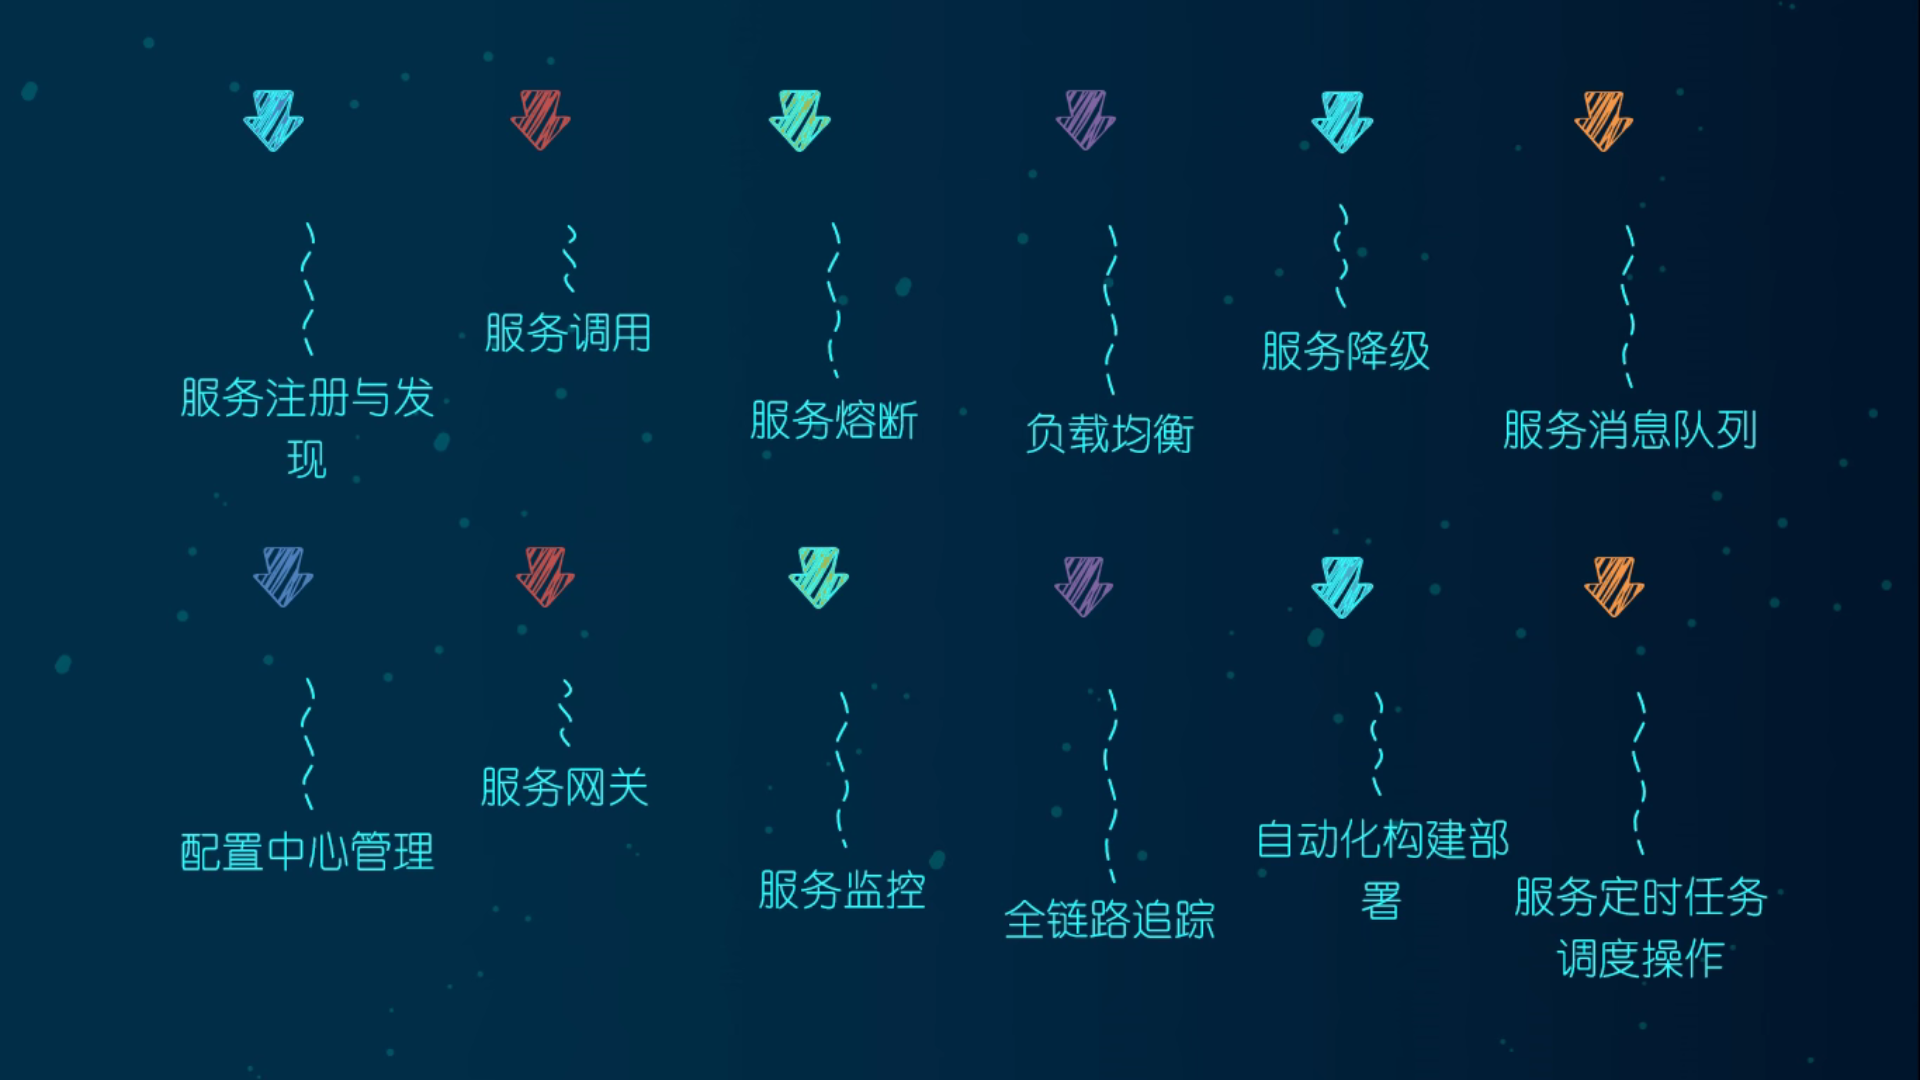 服务注册与发
现
服务调用
服务熔断
负载均衡
服务降级
服务消息队列
配置中心管理
服务网关
服务监控
全链路追踪
自动化构建部
署
服务定时任务
调度操作